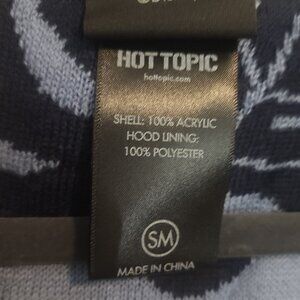 HOT TOPIC
hottopic.com
SHELL: 100% ACRYLIC
HOOD LINING:
100% POLYESTER
SM
MADE IN CHINA